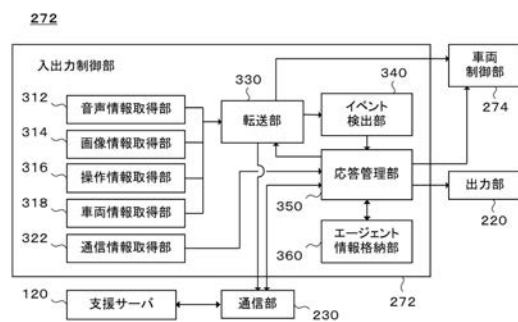 272
入出力制御部
312
音声情報取得部
314
画像情報取得部
316
操作情報取得部
318
車両情報取得部
322
通信情報取得部
330
転送部
340
イベント
検出部
応答管理部
350
エージェント
情報格納部
360
272
車両
制御部
274
出力部
220
120
支援サーバ
通信部
230